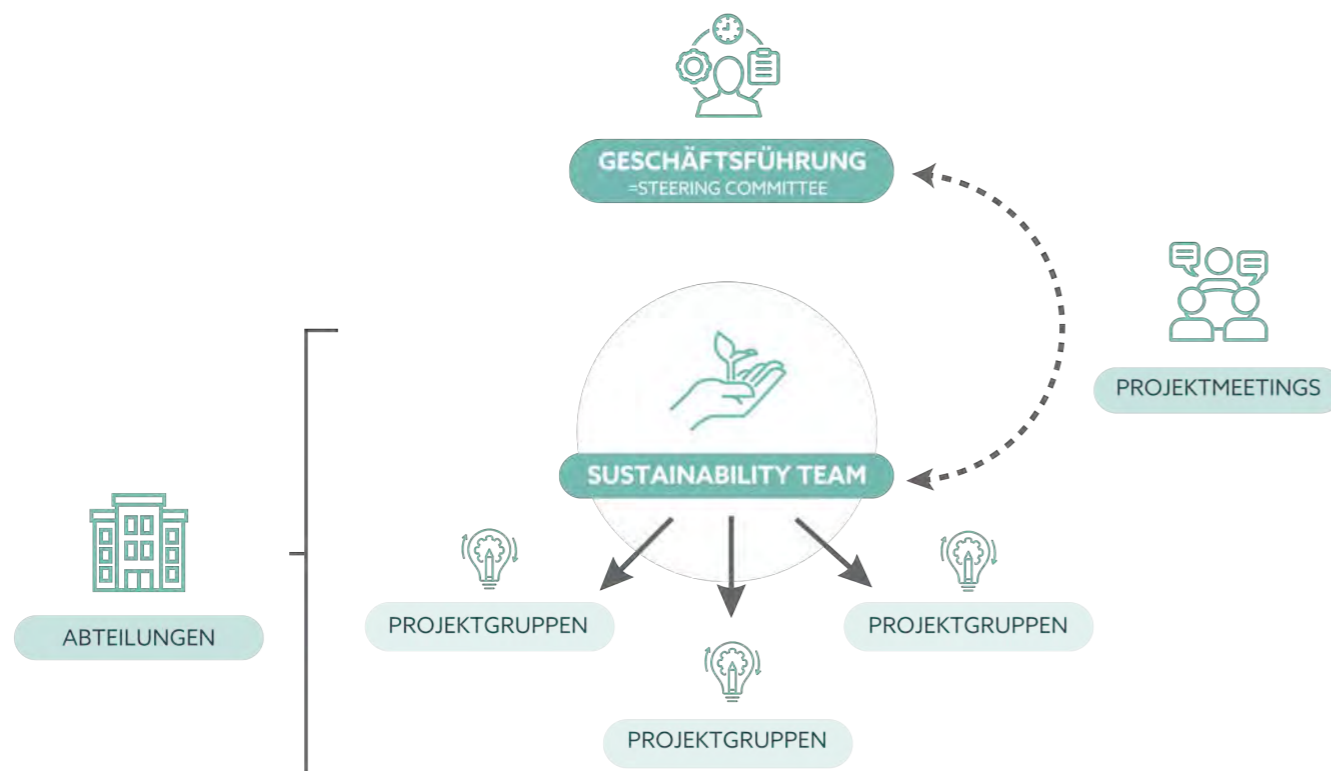 GESCHÄFTSFÜHRUNG
=STEERING COMMITTEE
PROJEKTMEETINGS
SUSTAINABILITY TEAM
ABTEILUNGEN
PROJEKTGRUPPEN
PROJEKTGRUPPEN
PROJEKTGRUPPEN